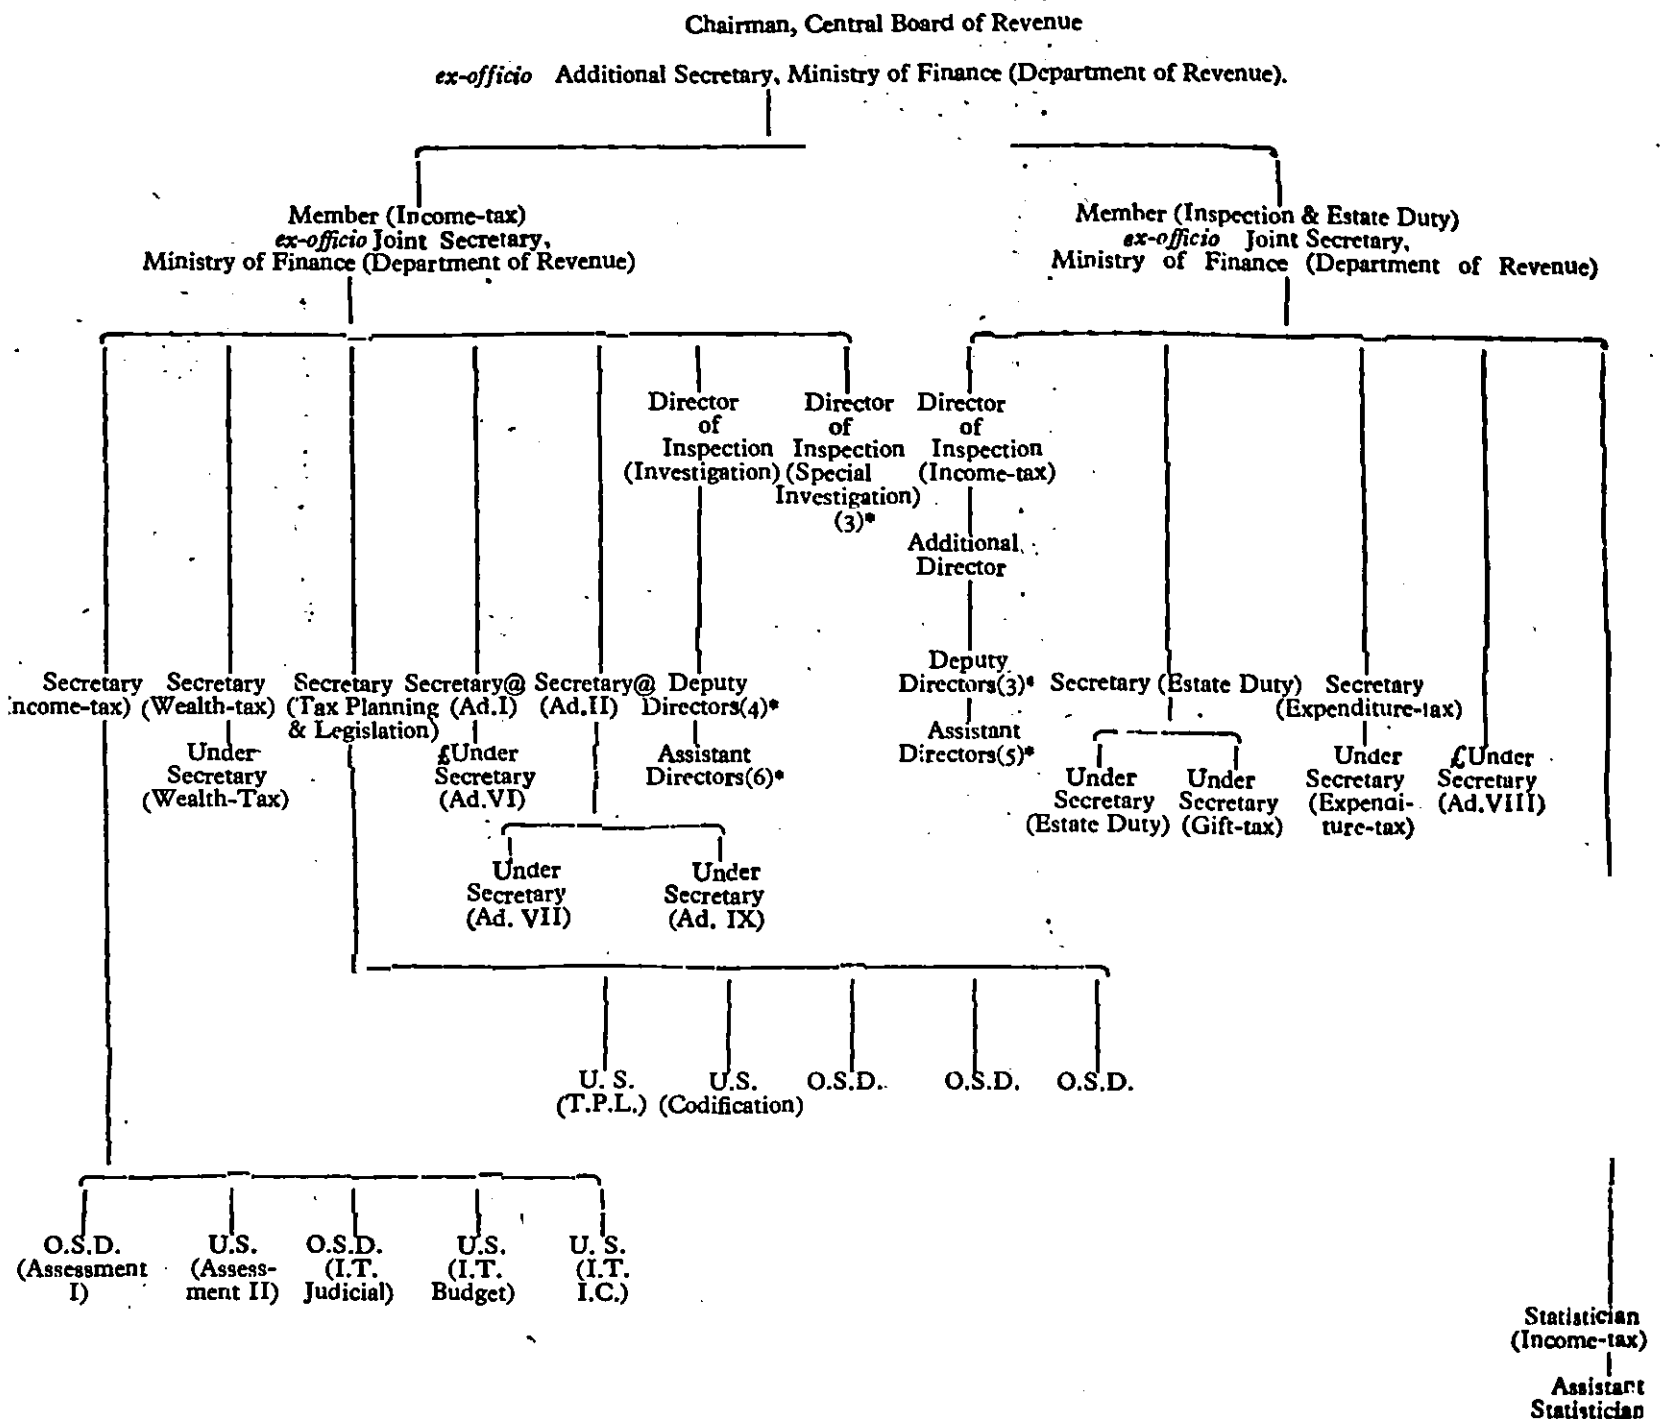 Chairman, Central Board of Revenue
ex-officio Additional Secretary, Ministry of Finance (Department of Revenue).
Member (Income-tax)
ex-officio Joint Secretary,
Ministry of Finance (Department of Revenue)
Member (Inspection & Estate Duty)
ex-officio Joint Secretary,
Ministry of Finance (Department of Revenue)
Director
of
Inspection
(Investigation)
Director
of
Inspection
(Special
Investigation)
(3)*
Director
of
Inspection
(Income-tax)
Additional
Director
Secretary
ncome-tax)
Secretary
(Wealth-tax)
Under
Secretary
(Wealth-Tax)
Secretary
(Tax Planning
& Legislation)
Secretary@
(Ad.I)
£Under
Secretary
(Ad.VI)
Secretary@
(Ad.II)
Deputy
Directors(4)*
Assistant
Directors(6)*
Deputy
Directors(3)*
Assistant
Directors(5)*
Secretary (Estate Duty)
Under
Secretary
(Estate Duty)
Under
Secretary
(Gift-tax)
Secretary
(Expenditure-tax)
Under
Secretary
(Expendi-
ture-tax)
£Under
Secretary
(Ad.VIII)
Under
Secretary
(Ad. VII)
Under
Secretary
(Ad. IX)
U. S.
(T.P.L.)
U.S.
(Codification)
O.S.D.
O.S.D.
O.S.D.
O.S.D.
(Assessment
I)
U.S.
(Assess-
ment II)
O.S.D.
(I.T.
Judicial)
U.S.
(I.T.
Budget)
U. S.
(I.T.
I.C.)
Statistician
(Income-tax)
Assistant
Statistician